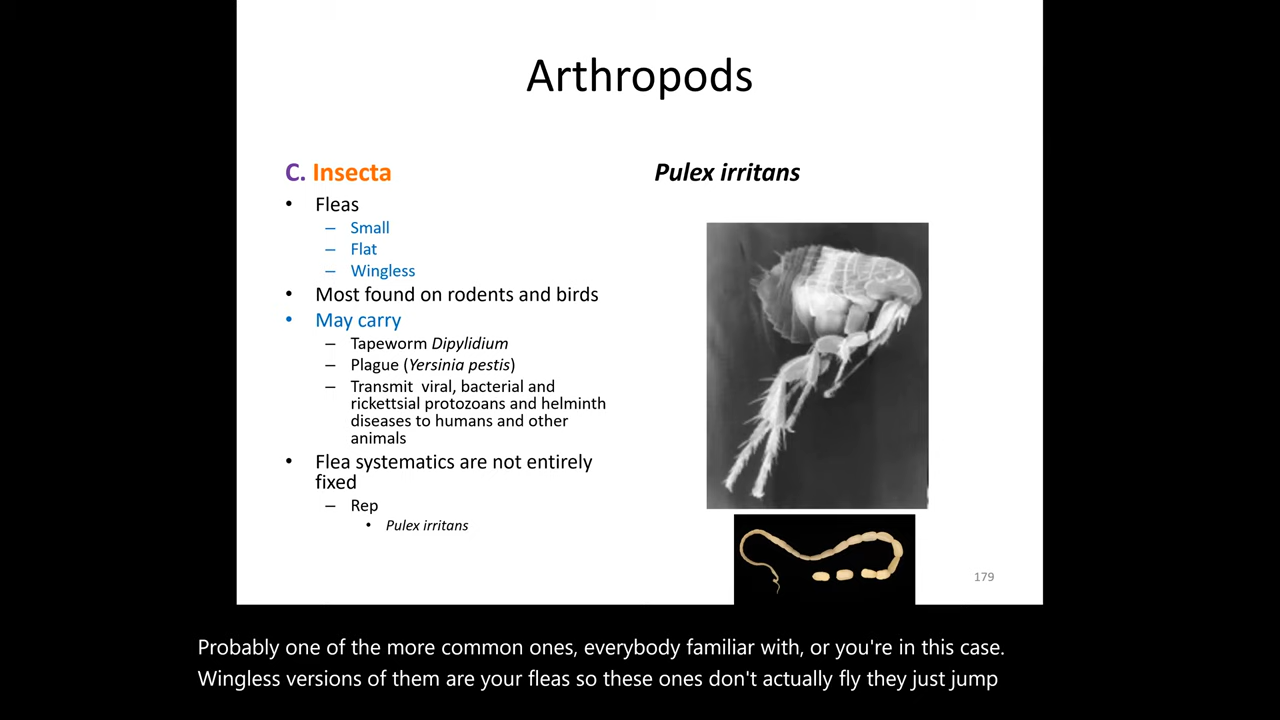 Arthropods
C. Insecta
• Fleas
– Small
– Flat
– Wingless
• Most found on rodents and birds
• May carry
– Tapeworm Dipylidium
– Plague (Yersinia pestis)
– Transmit viral, bacterial and
rickettsial protozoans and helminth
diseases to humans and other
animals
• Flea systematics are not entirely
fixed
– Rep
• Pulex irritans
Pulex irritans
179
Probably one of the more common ones, everybody familiar with, or you're in this case.
Wingless versions of them are your fleas so these ones don't actually fly they just jump